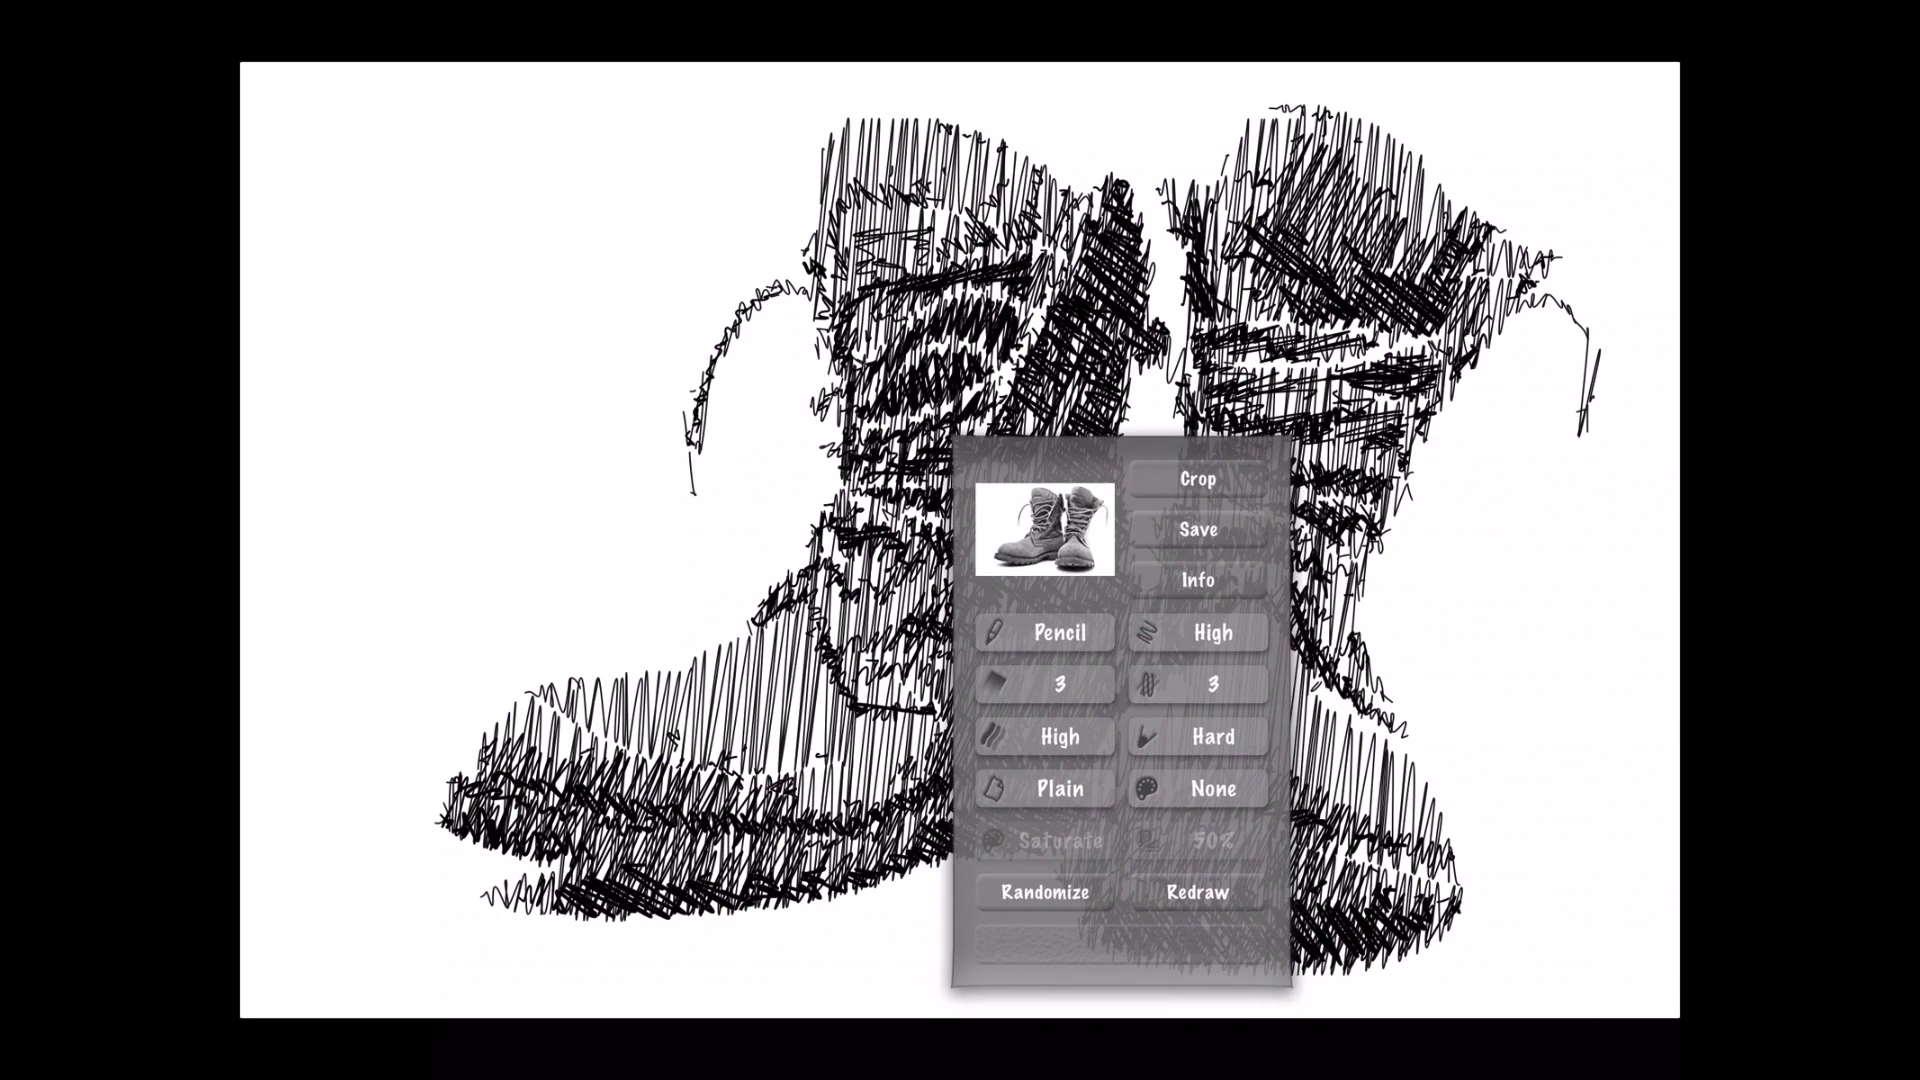 Crop
Save
Info
Pencil High
3 3
High Hard
Plain None
Saturate 50%
Randomize Redraw